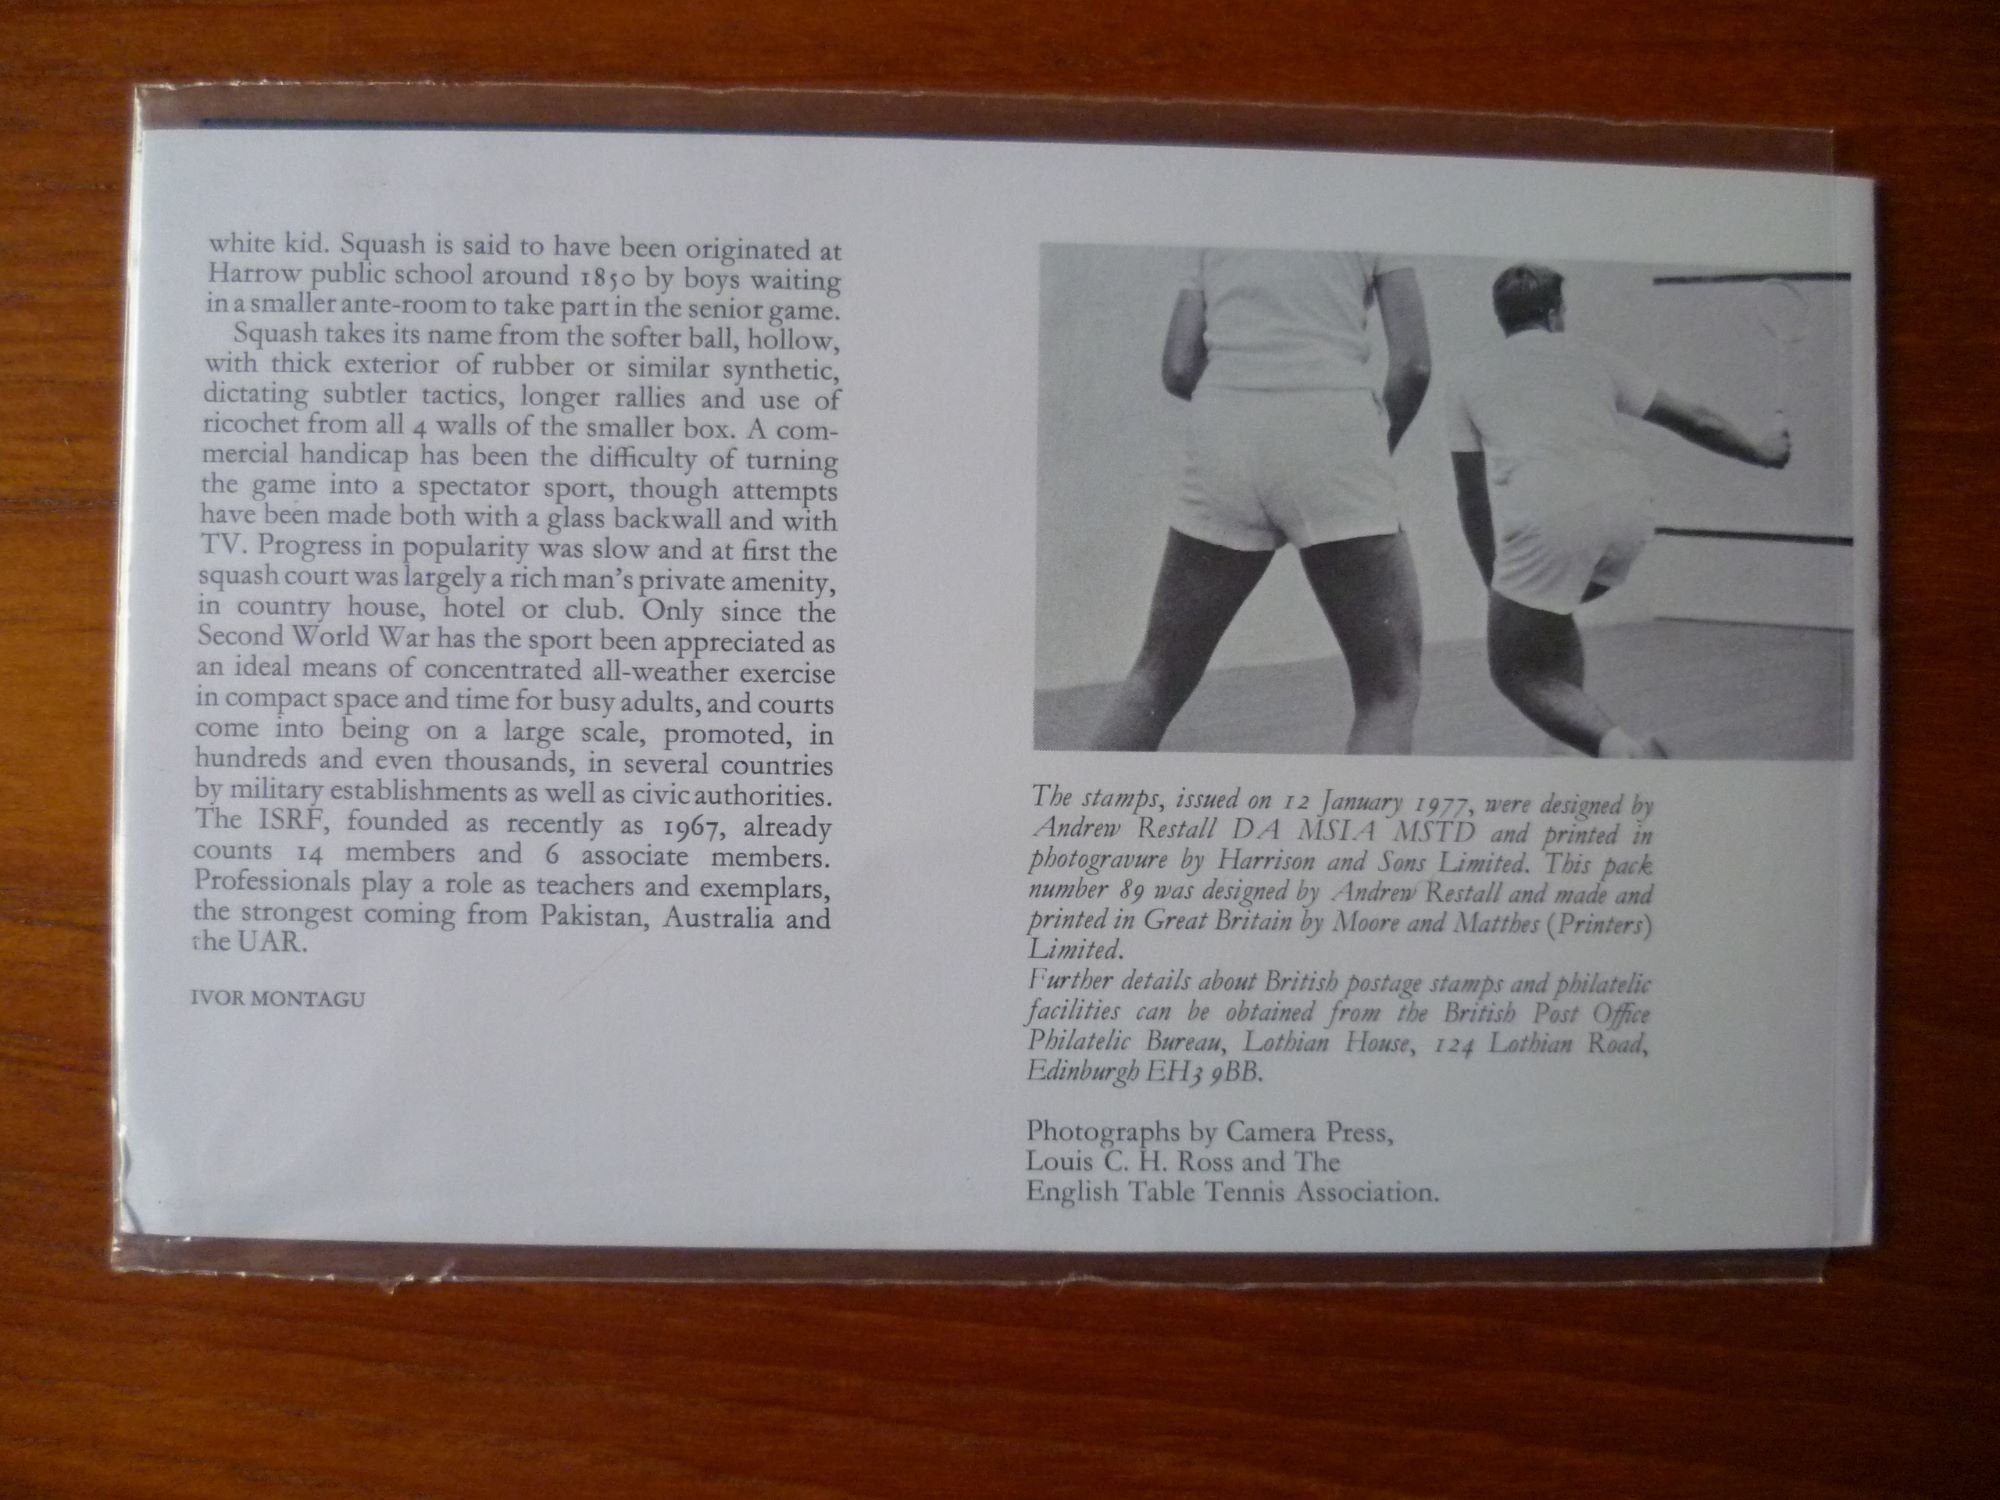 white kid. Squash is said to have been originated at
Harrow public school around 1850 by boys waiting
in a smaller ante-room to take part in the senior game.
Squash takes its name from the softer ball, hollow,
with thick exterior of rubber or similar synthetic,
dictating subtler tactics, longer rallies and use of
ricochet from all 4 walls of the smaller box. A com-
mercial handicap has been the difficulty of turning
the game into a spectator sport, though attempts
have been made both with a glass backwall and with
TV. Progress in popularity was slow and at first the
squash court was largely a rich man's private amenity,
in country house, hotel or club. Only since the
Second World War has the sport been appreciated as
an ideal means of concentrated all-weather exercise
in compact space and time for busy adults, and courts
come into being on a large scale, promoted, in
hundreds and even thousands, in several countries
by military establishments as well as civic authorities.
The ISRF, founded as recently as 1967, already
counts 14 members and 6 associate members.
Professionals play a role as teachers and exemplars,
the strongest coming from Pakistan, Australia and
the UAR.
IVOR MONTAGU
The stamps, issued on 12 January 1977, were designed by
Andrew Restall DA MSIA MSTD and printed in
photogravure by Harrison and Sons Limited. This pack
number 89 was designed by Andrew Restall and made and
printed in Great Britain by Moore and Matthes (Printers)
Limited.
Further details about British postage stamps and philatelic
facilities can be obtained from the British Post Office
Philatelic Bureau, Lothian House, 124 Lothian Road,
Edinburgh EH3 9BB.
Photographs by Camera Press,
Louis C. H. Ross and The
English Table Tennis Association.